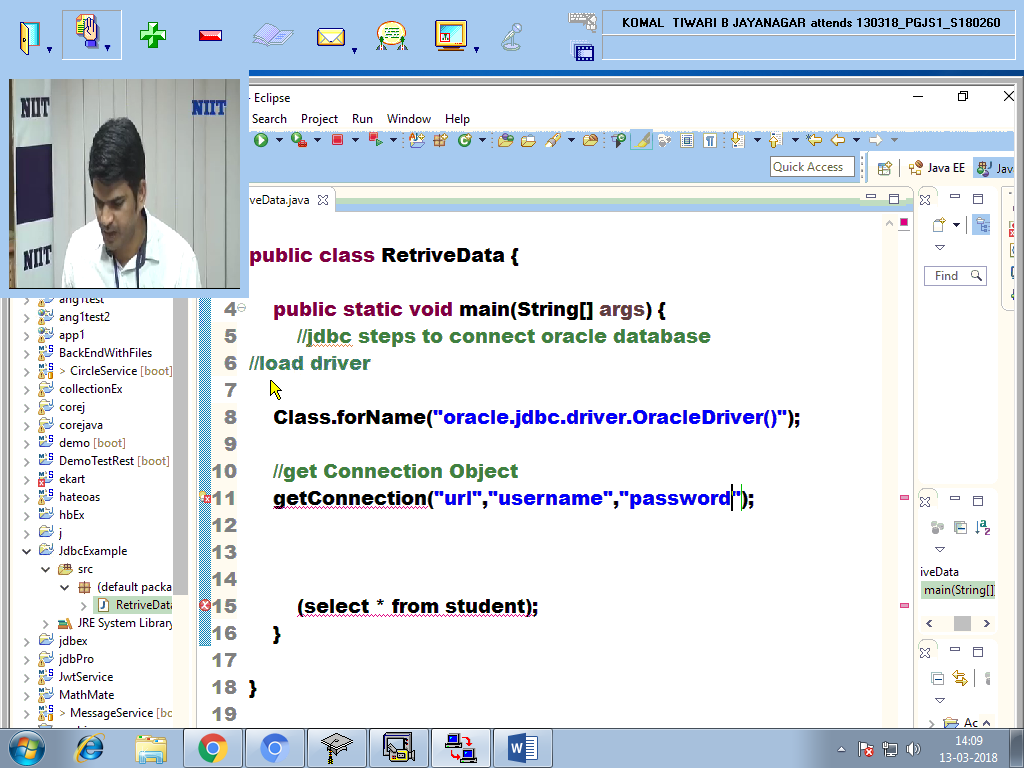 KOMAL TIWARI B JAYANAGAR attends 130318_PGJS1_S180260
NIIT
NIIT
NIIT
- Eclipse
Search Project Run Window Help
Quick Access
Java EE
Jav
veData.java
public class RetriveData {
4 public static void main(String[] args) {
5 //jdbc steps to connect oracle database
6 //load driver
7
8 Class.forName("oracle.jdbc.driver.OracleDriver()");
9
10 //get Connection Object
11 getConnection("url","username","password");
12
13
14
15 (select * from student);
16 }
17
18 }
19
ang1test
ang1test2
app1
BackEndWithFiles
> CircleService [boot]
collectionEx
corej
corejava
demo [boot]
DemoTestRest [boot]
ekart
hateoas
hbEx
j
JdbcExample
src
(default packa
RetriveData
JRE System Library
jdbex
jdbPro
JwtService
MathMate
> MessageService [bo
Find
iveData
main(String[]
Ac
14:09
13-03-2018